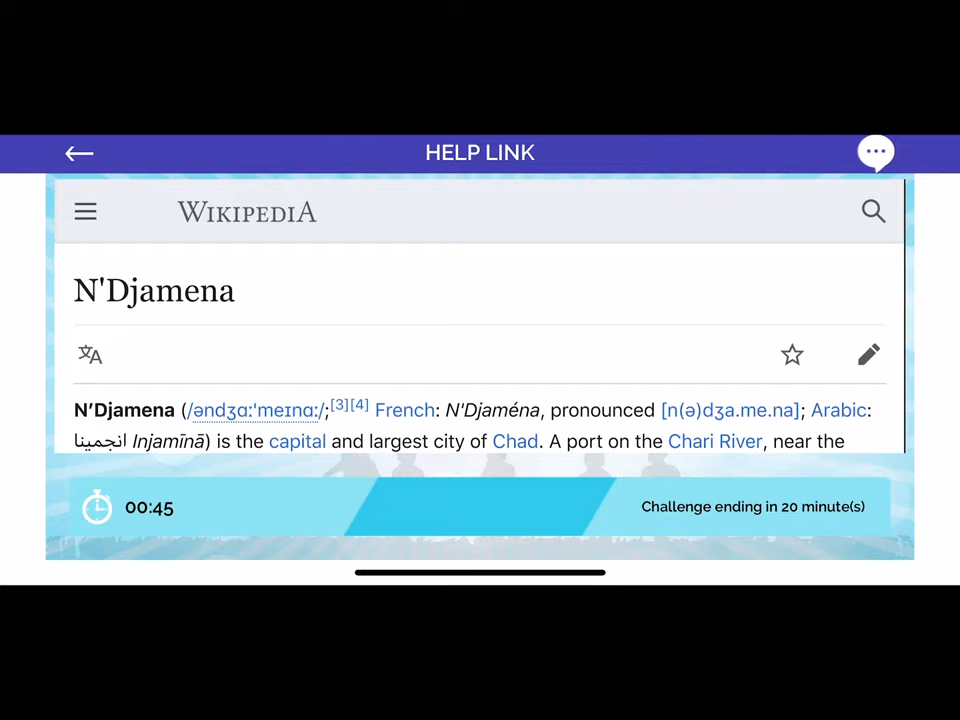 HELP LINK
WIKIPEDIA
N'Djamena
N'Djamena (/əndʒɑːˈmeɪnɑː/;[3][4] French: N'Djaména, pronounced [n(ə)dʒa.me.na]; Arabic:
انجمينا Injamīnā) is the capital and largest city of Chad. A port on the Chari River, near the
00:45
Challenge ending in 20 minute(s)